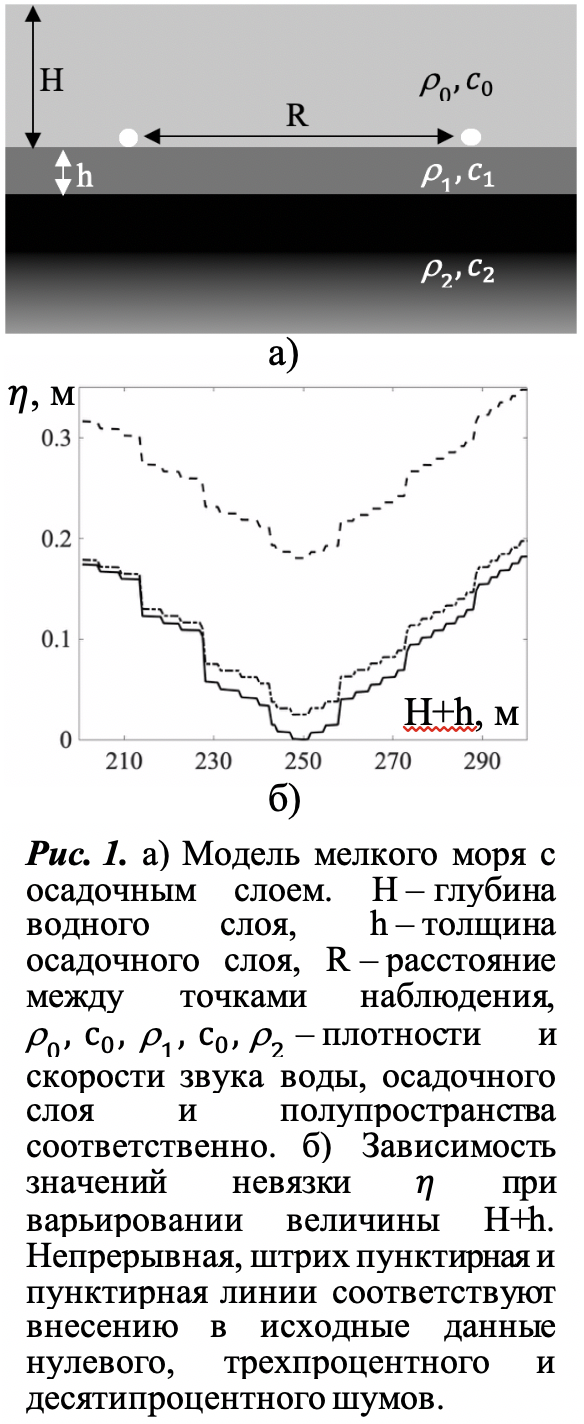 H
ρ₀, c₀
R
h
ρ₁, c₁
ρ₂, c₂
а)
η, м
0.3
0.2
0.1
0
H+h, м
210 230 250 270 290
б)
Рис. 1. а) Модель мелкого моря с
осадочным слоем. H – глубина
водного слоя, h – толщина
осадочного слоя, R – расстояние
между точками наблюдения,
ρ₀, c₀, ρ₁, c₀, ρ₂ – плотности и
скорости звука воды, осадочного
слоя и полупространства
соответственно. б) Зависимость
значений невязки η при
варьировании величины H+h.
Непрерывная, штрих пунктирная и
пунктирная линии соответствуют
внесению в исходные данные
нулевого, трехпроцентного и
десятипроцентного шумов.